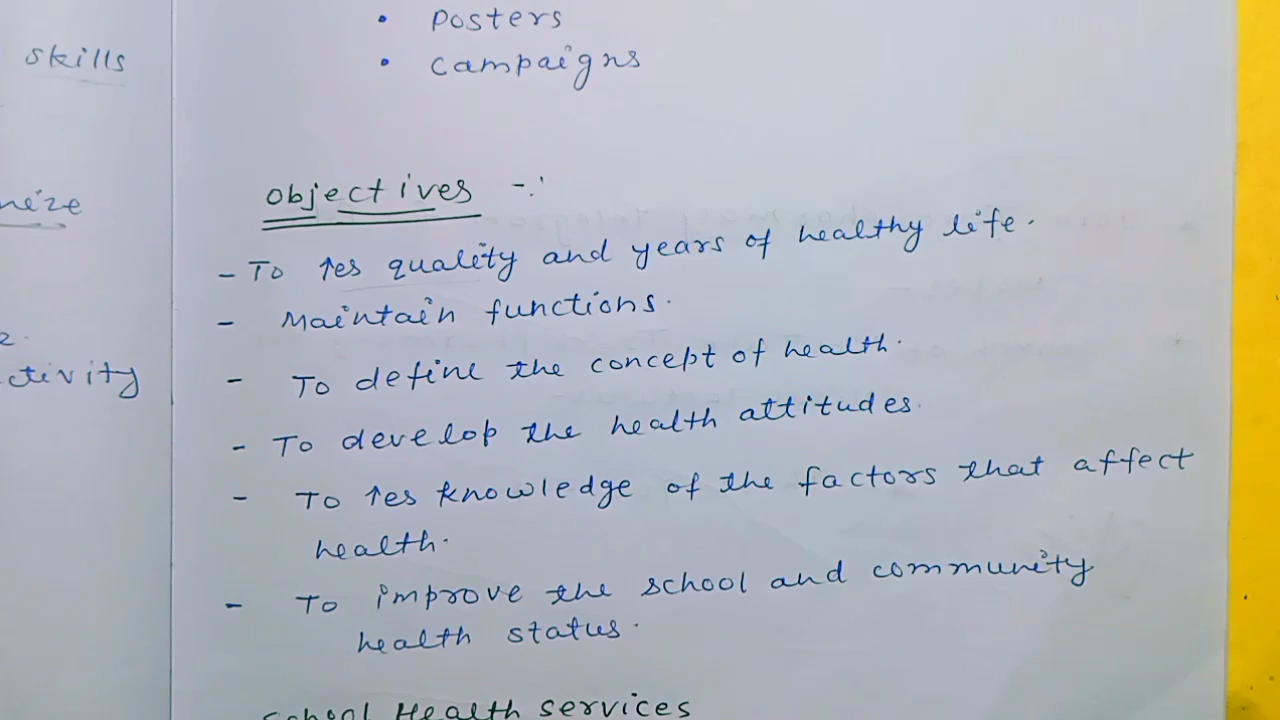 skills
• posters
• campaigns
objectives -:
- To ↑es quality and years of healthy life.
- Maintain functions.
- To define the concept of health.
ctivity
- To develop the health attitudes.
- To ↑es knowledge of the factors that affect
health.
- To improve the school and community
health status.
School Health services